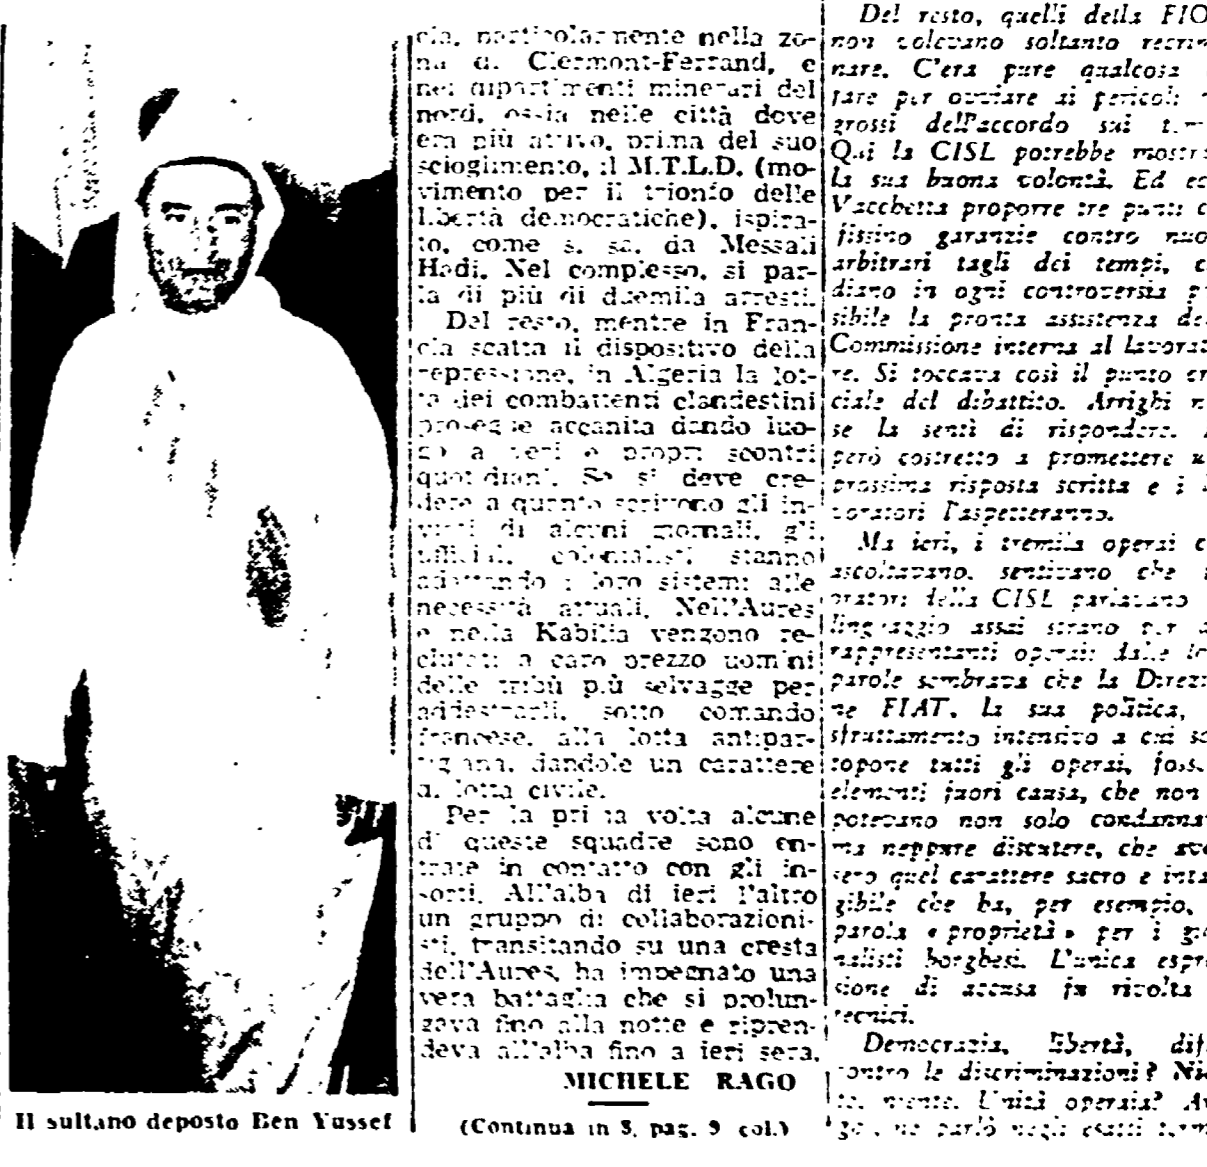 cia, particolarmente nella zo-
na di Clermont-Ferrand, e
nei dipartimenti minerari del
nord, ossia nelle città dove
era più attivo, prima del suo
scioglimento, il M.T.L.D. (mo-
vimento per il trionfo delle
libertà democratiche), ispira-
to, come si sa, da Messali
Hadj. Nel complesso, si par-
la di più di duemila arresti.
Del resto, mentre in Fran-
cia scatta il dispositivo della
repressione, in Algeria la lot-
ta dei combattenti clandestini
prosegue accanita dando luo-
go a veri e propri scontri
quotidiani. Se si deve cre-
dere a quanto scrivono gli in-
viati di alcuni giornali, gli
ufficiali colonialisti stanno
adattando i loro sistemi alle
necessità attuali. Nell'Aures
e nella Kabilia vengono re-
clutati a caro prezzo uomini
delle tribù più selvagge per
addestrarli, sotto comando
francese, alla lotta antipar-
tigiana, dandole un carattere
di lotta civile.
Per la prima volta alcune
di queste squadre sono en-
trate in contatto con gli in-
sorti. All'alba di ieri l'altro
un gruppo di collaborazioni-
sti, transitando su una cresta
dell'Aures, ha impegnato una
vera battaglia che si prolun-
gava fino alla notte e ripren-
deva all'alba fino a ieri sera.
MICHELE RAGO
(Continua in 8. pag. 9 col.)
Il sultano deposto Ben Yussef
Del resto, quelli della FIO
non volevano soltanto recrim
nare. C'era pure qualcosa
fare per ovviare ai pericoli
grossi dell'accordo sui
Qui la CISL potrebbe mostr
la sua buona volontà. Ed ec
Vacchetta proporre tre punti c
fissino garanzie contro nuo
arbitrari tagli dei tempi, c
diano in ogni controversia p
sibile la pronta assistenza de
Commissione interna al lavorat
re. Si toccava così il punto cr
ciale del dibattito. Arrighi n
se la sentì di rispondere.
però costretto a promettere u
prossima risposta scritta e i l
voratori l'aspetteranno.
Ma ieri, i tremila operai c
ascoltavano, sentivano che
oratori della CISL parlavano
linguaggio assai strano per
rappresentanti operai: dalle lo
parole sembrava che la Direzi
ne FIAT, la sua politica,
sfruttamento intensivo a cui so
topone tutti gli operai, foss
elementi fuori causa, che non
potevano non solo condannar
ma neppure discutere, che ave
sero quel carattere sacro e inta
gibile che ha, per esempio,
parola « proprietà » per i gio
nalisti borghesi. L'unica espre
sione di accusa fu rivolta
tecnici.
Democrazia, libertà, dif
contro le discriminazioni? Ni
te, niente. Unità operaia? A
go, ne parlò negli esatti term